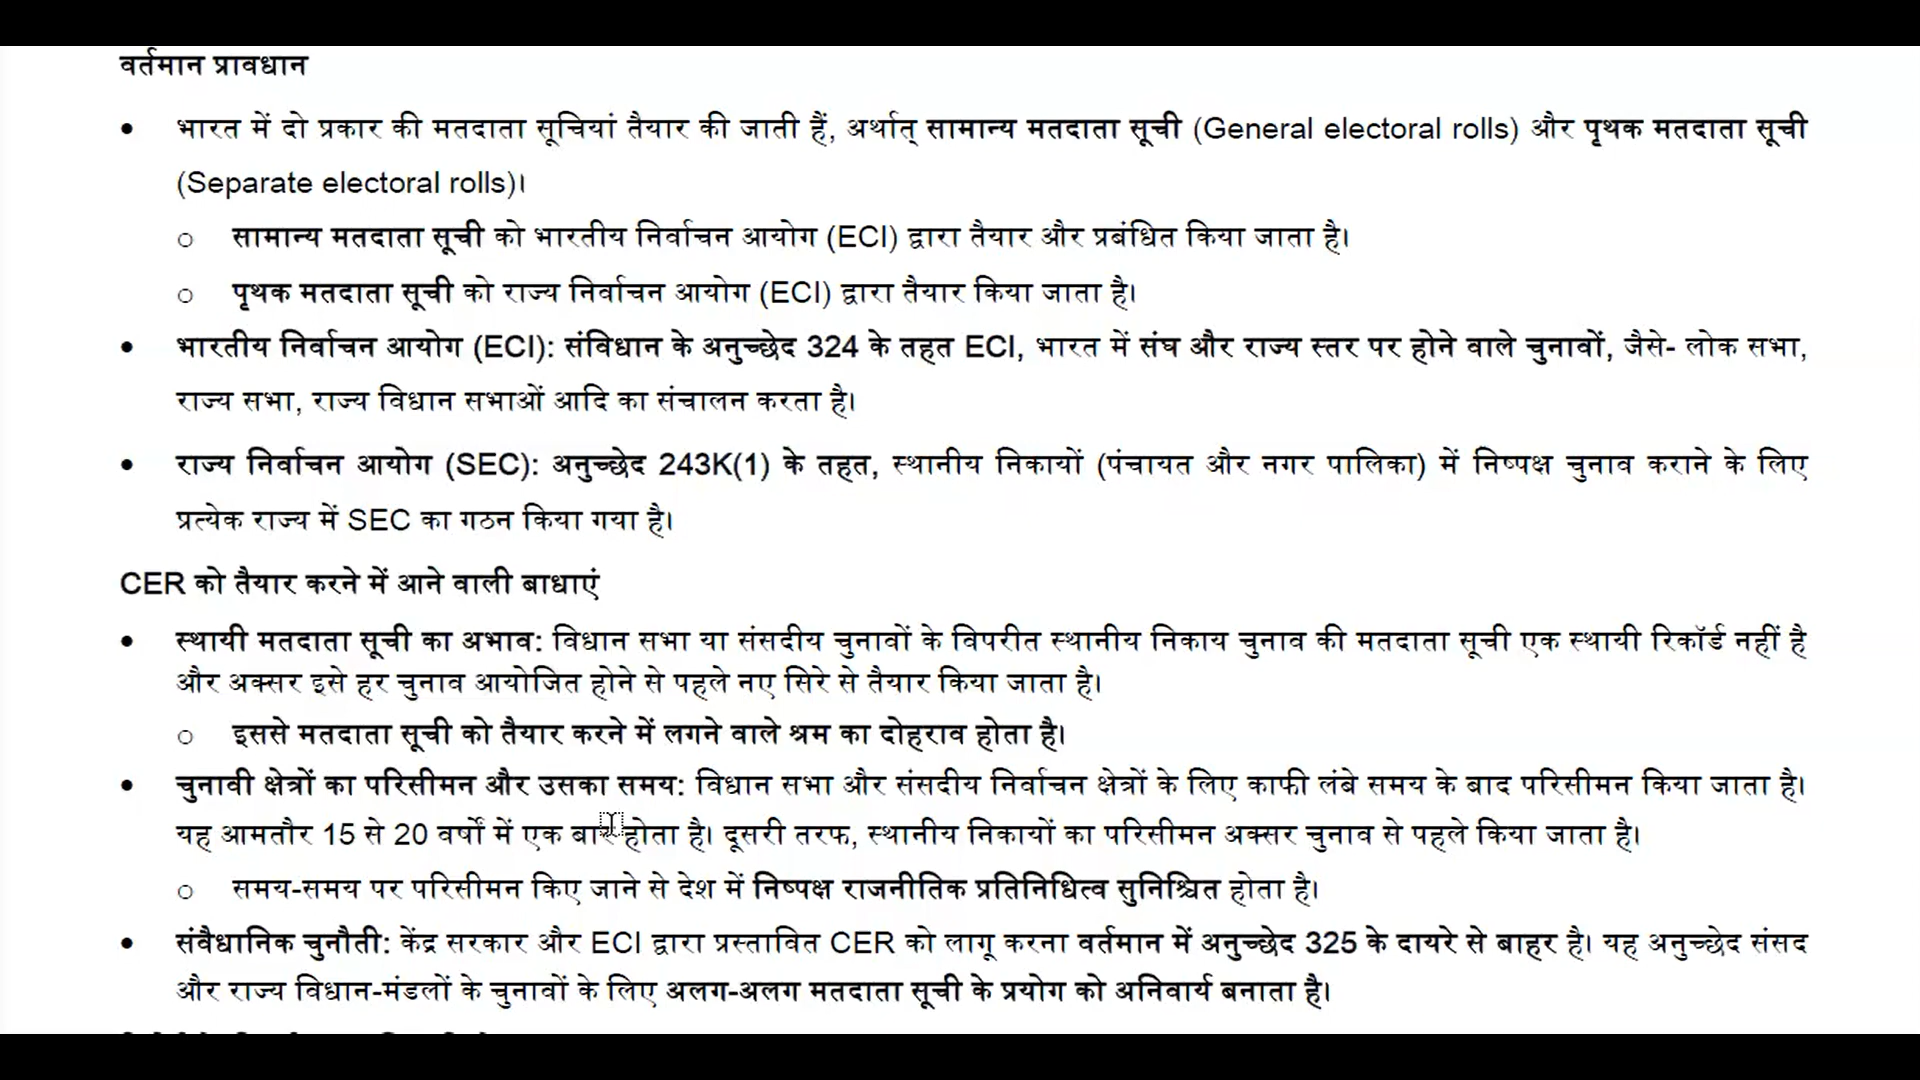 वर्तमान प्रावधान
• भारत में दो प्रकार की मतदाता सूचियां तैयार की जाती हैं, अर्थात् सामान्य मतदाता सूची (General electoral rolls) और पृथक मतदाता सूची
(Separate electoral rolls)।
○ सामान्य मतदाता सूची को भारतीय निर्वाचन आयोग (ECI) द्वारा तैयार और प्रबंधित किया जाता है।
○ पृथक मतदाता सूची को राज्य निर्वाचन आयोग (ECI) द्वारा तैयार किया जाता है।
• भारतीय निर्वाचन आयोग (ECI): संविधान के अनुच्छेद 324 के तहत ECI, भारत में संघ और राज्य स्तर पर होने वाले चुनावों, जैसे- लोक सभा,
राज्य सभा, राज्य विधान सभाओं आदि का संचालन करता है।
• राज्य निर्वाचन आयोग (SEC): अनुच्छेद 243K(1) के तहत, स्थानीय निकायों (पंचायत और नगर पालिका) में निष्पक्ष चुनाव कराने के लिए
प्रत्येक राज्य में SEC का गठन किया गया है।
CER को तैयार करने में आने वाली बाधाएं
• स्थायी मतदाता सूची का अभाव: विधान सभा या संसदीय चुनावों के विपरीत स्थानीय निकाय चुनाव की मतदाता सूची एक स्थायी रिकॉर्ड नहीं है
और अक्सर इसे हर चुनाव आयोजित होने से पहले नए सिरे से तैयार किया जाता है।
○ इससे मतदाता सूची को तैयार करने में लगने वाले श्रम का दोहराव होता है।
• चुनावी क्षेत्रों का परिसीमन और उसका समय: विधान सभा और संसदीय निर्वाचन क्षेत्रों के लिए काफी लंबे समय के बाद परिसीमन किया जाता है।
यह आमतौर 15 से 20 वर्षों में एक बार होता है। दूसरी तरफ, स्थानीय निकायों का परिसीमन अक्सर चुनाव से पहले किया जाता है।
○ समय-समय पर परिसीमन किए जाने से देश में निष्पक्ष राजनीतिक प्रतिनिधित्व सुनिश्चित होता है।
• संवैधानिक चुनौती: केंद्र सरकार और ECI द्वारा प्रस्तावित CER को लागू करना वर्तमान में अनुच्छेद 325 के दायरे से बाहर है। यह अनुच्छेद संसद
और राज्य विधान-मंडलों के चुनावों के लिए अलग-अलग मतदाता सूची के प्रयोग को अनिवार्य बनाता है।